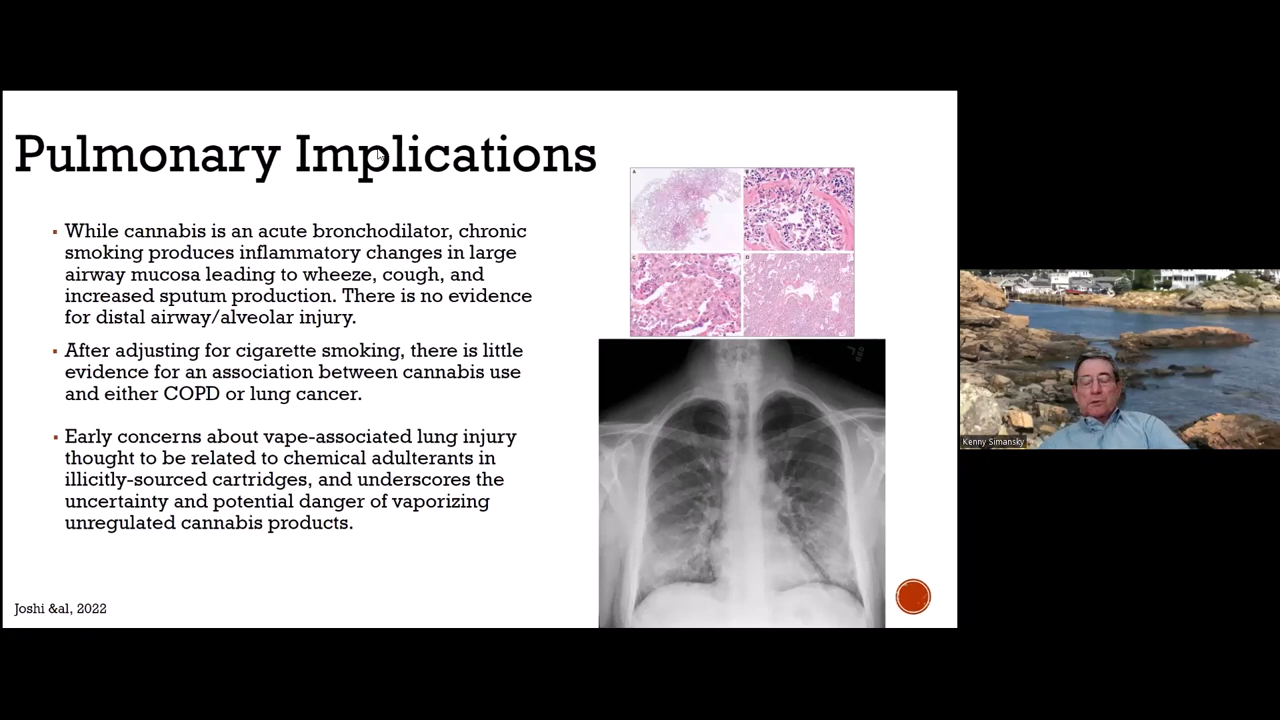 Pulmonary Implications
▪ While cannabis is an acute bronchodilator, chronic
smoking produces inflammatory changes in large
airway mucosa leading to wheeze, cough, and
increased sputum production. There is no evidence
for distal airway/alveolar injury.
▪ After adjusting for cigarette smoking, there is little
evidence for an association between cannabis use
and either COPD or lung cancer.
▪ Early concerns about vape-associated lung injury
thought to be related to chemical adulterants in
illicitly-sourced cartridges, and underscores the
uncertainty and potential danger of vaporizing
unregulated cannabis products.
Joshi &al, 2022
A
C
D
Kenny Simansky